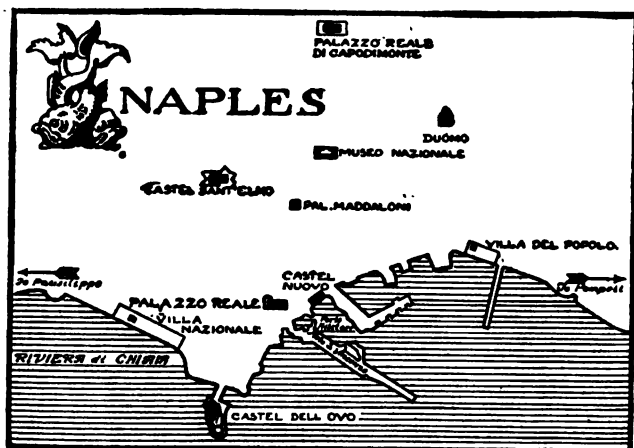 PALAZZO REALE
DI CAPODIMONTE
NAPLES
DUOMO
MUSEO NAZIONALE
CASTEL SANT'ELMO
PAL. MADDALONI
VILLA DEL POPOLO.
CASTEL
NUOVO
To Pausilippo
To Pompeii
PALAZZO REALE
VILLA
NAZIONALE
RIVIERA di CHIAIA
CASTEL DELL OVO